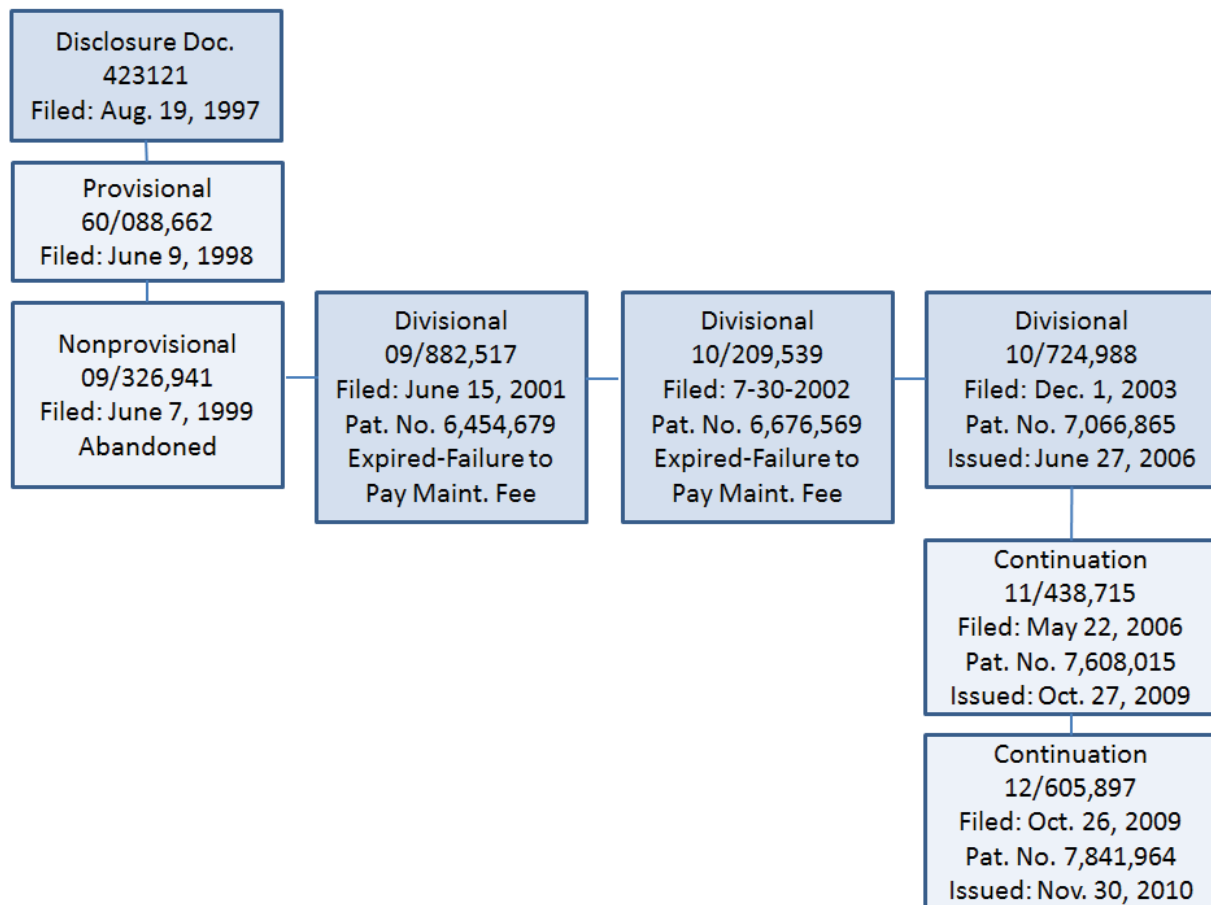 Disclosure Doc.
423121
Filed: Aug. 19, 1997
Provisional
60/088,662
Filed: June 9, 1998
Nonprovisional
09/326,941
Filed: June 7, 1999
Abandoned
Divisional
09/882,517
Filed: June 15, 2001
Pat. No. 6,454,679
Expired-Failure to
Pay Maint. Fee
Divisional
10/209,539
Filed: 7-30-2002
Pat. No. 6,676,569
Expired-Failure to
Pay Maint. Fee
Divisional
10/724,988
Filed: Dec. 1, 2003
Pat. No. 7,066,865
Issued: June 27, 2006
Continuation
11/438,715
Filed: May 22, 2006
Pat. No. 7,608,015
Issued: Oct. 27, 2009
Continuation
12/605,897
Filed: Oct. 26, 2009
Pat. No. 7,841,964
Issued: Nov. 30, 2010